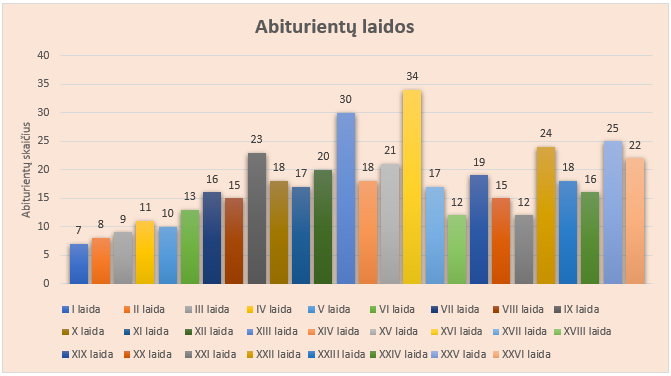 Abiturientų laidos
40
35
30
25
20
15
10
5
0
Abiturientų skaičius
7 8 9 11 10 13 16 15 23 18 17 20 30 18 21 34 17 12 19 15 12 24 18 16 25 22
I laida II laida III laida IV laida V laida VI laida VII laida VIII laida IX laida
X laida XI laida XII laida XIII laida XIV laida XV laida XVI laida XVII laida XVIII laida
XIX laida XX laida XXI laida XXII laida XXIII laida XXIV laida XXV laida XXVI laida